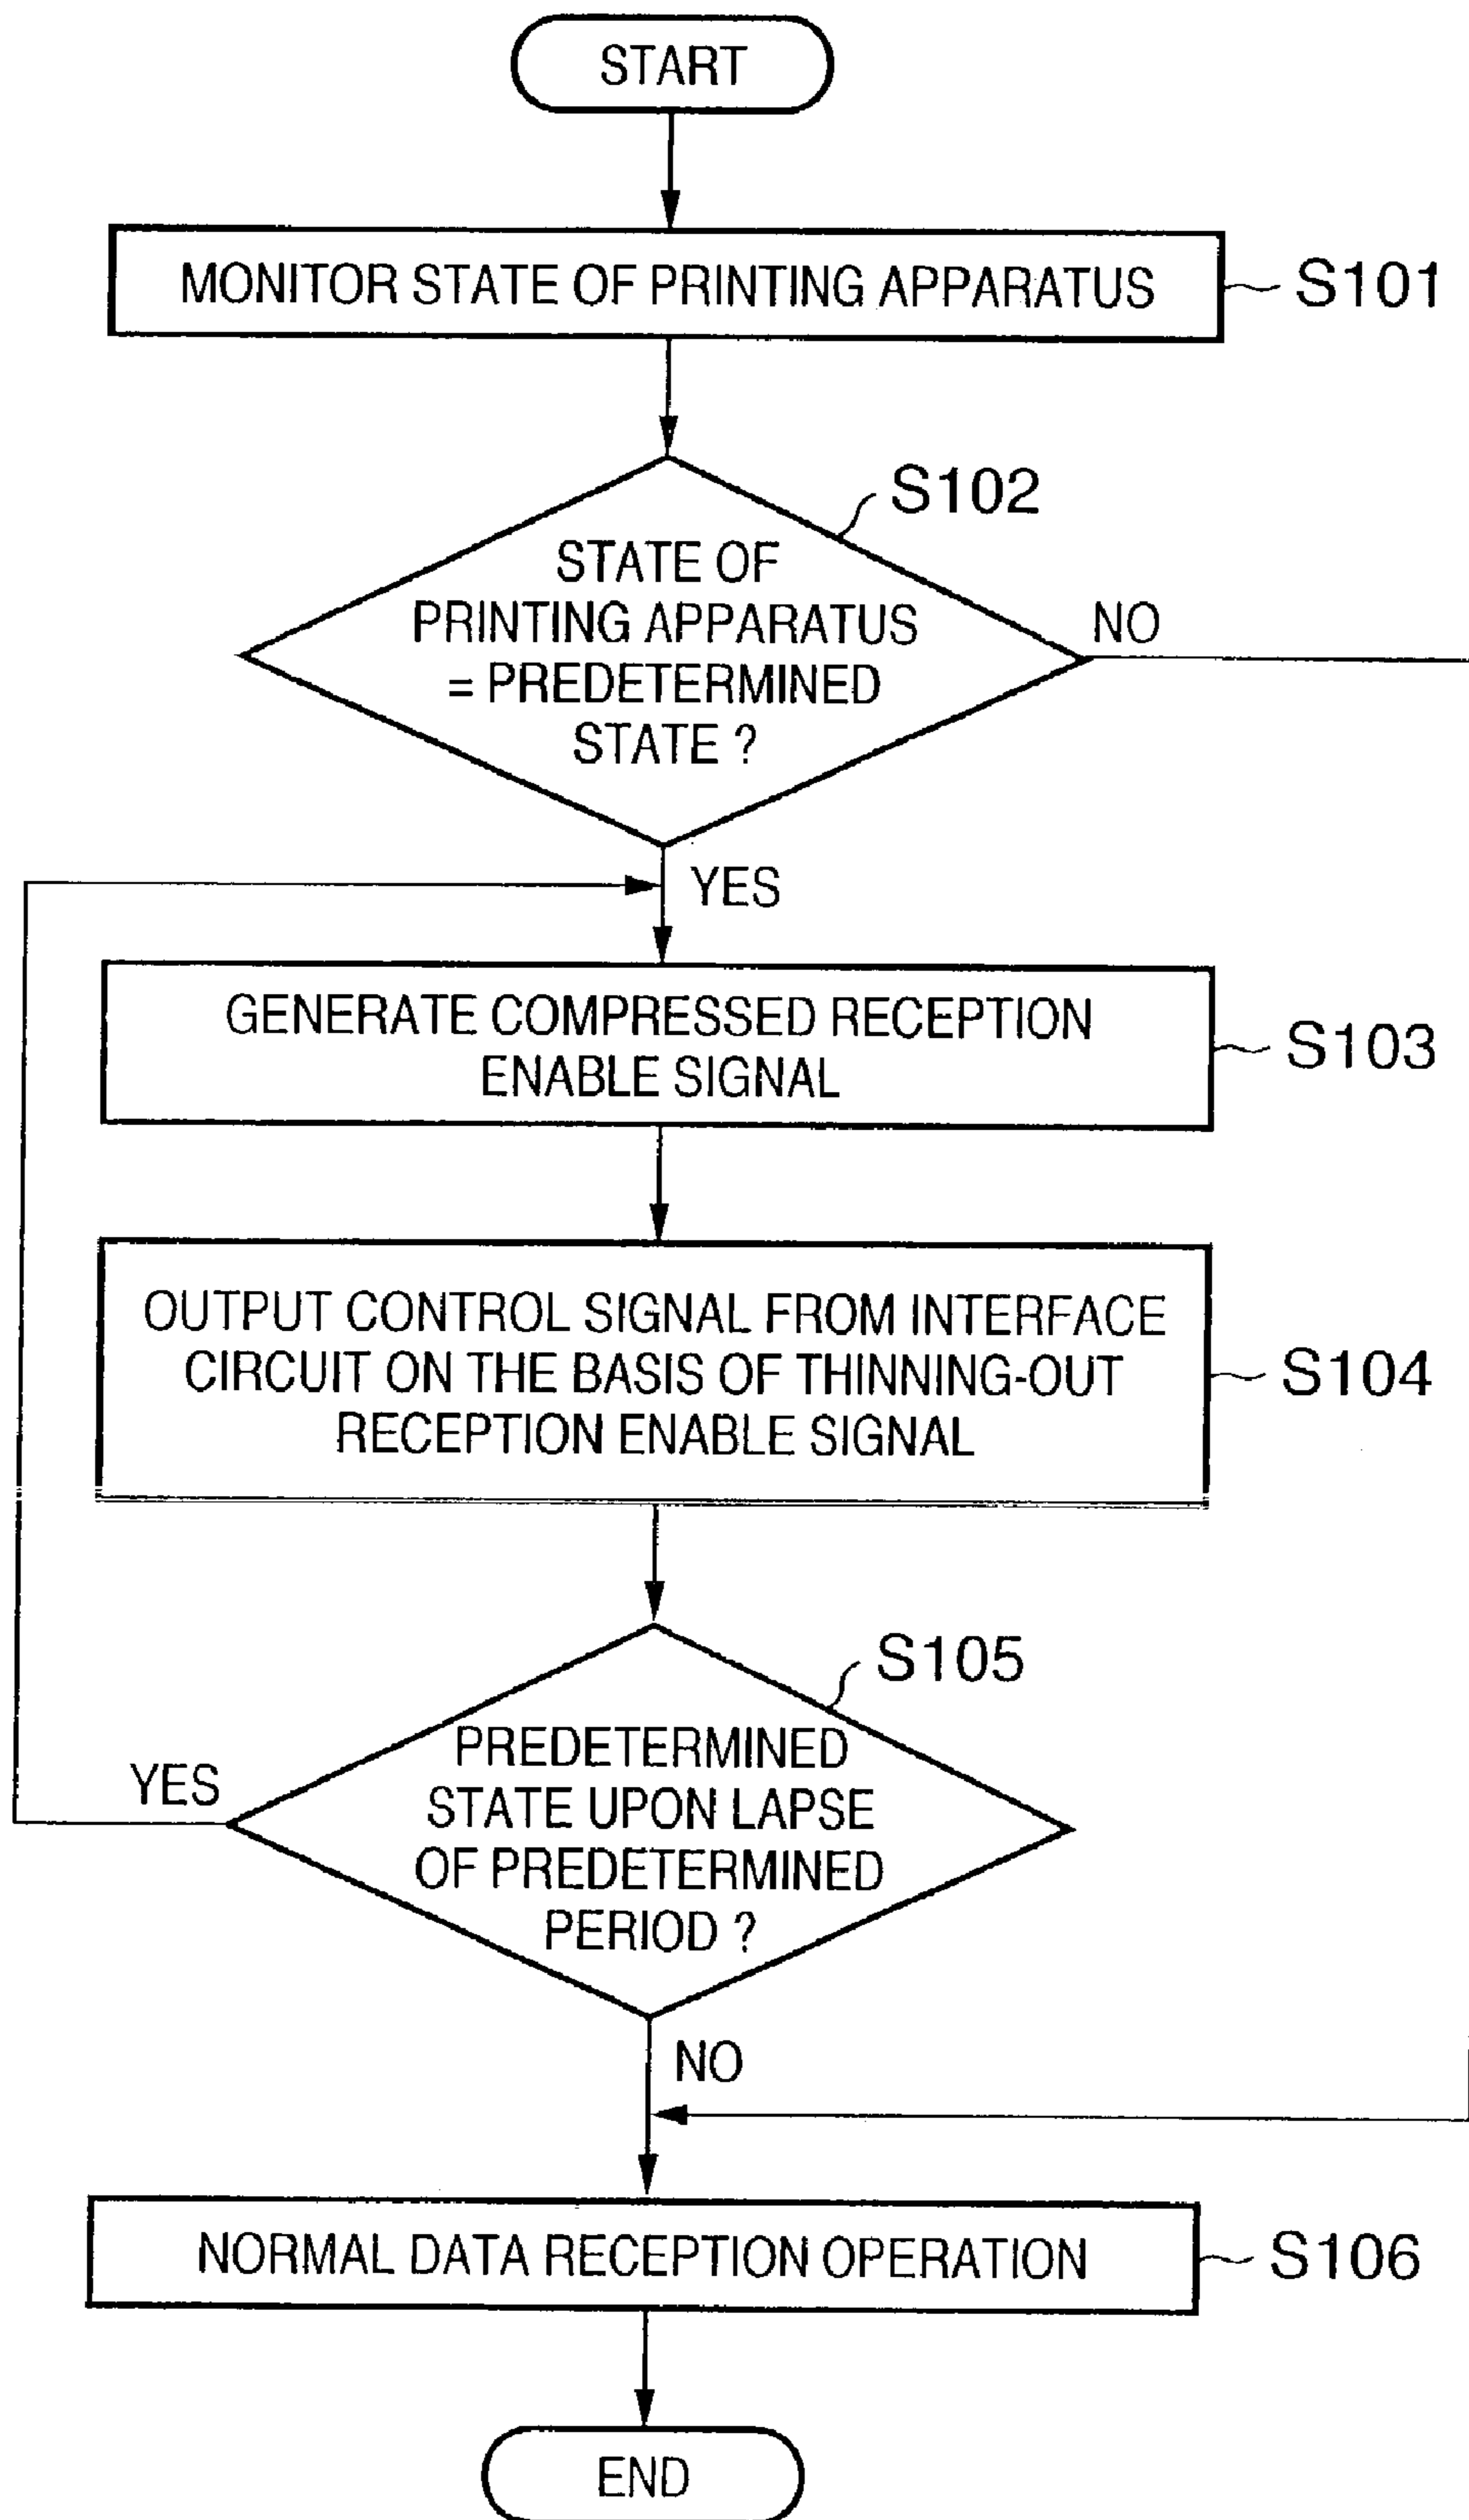 START
MONITOR STATE OF PRINTING APPARATUS
S101
S102
STATE OF
PRINTING APPARATUS
= PREDETERMINED
STATE ?
NO
YES
GENERATE COMPRESSED RECEPTION
ENABLE SIGNAL
S103
OUTPUT CONTROL SIGNAL FROM INTERFACE
CIRCUIT ON THE BASIS OF THINNING-OUT
RECEPTION ENABLE SIGNAL
S104
S105
PREDETERMINED
STATE UPON LAPSE
OF PREDETERMINED
PERIOD ?
YES
NO
NORMAL DATA RECEPTION OPERATION
S106
END